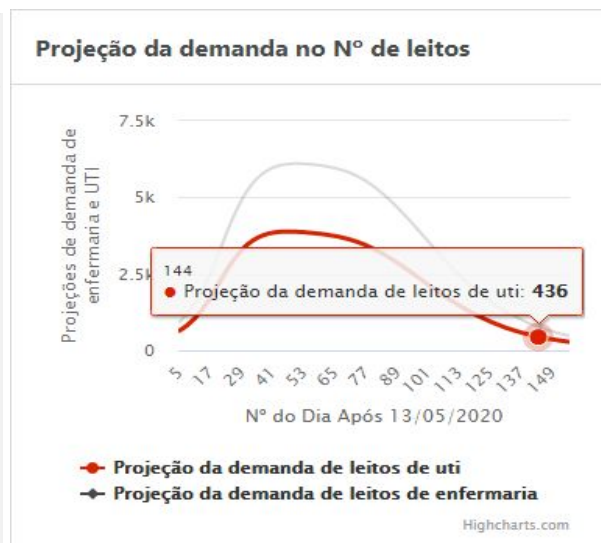 Projeção da demanda no Nº de leitos
Projeções de demanda de
enfermaria e UTI
7.5k
5k
2.5k
0
144
Projeção da demanda de leitos de uti: 436
5
17
29
41
53
65
77
89
101
113
125
137
149
Nº do Dia Após 13/05/2020
Projeção da demanda de leitos de uti
Projeção da demanda de leitos de enfermaria
Highcharts.com